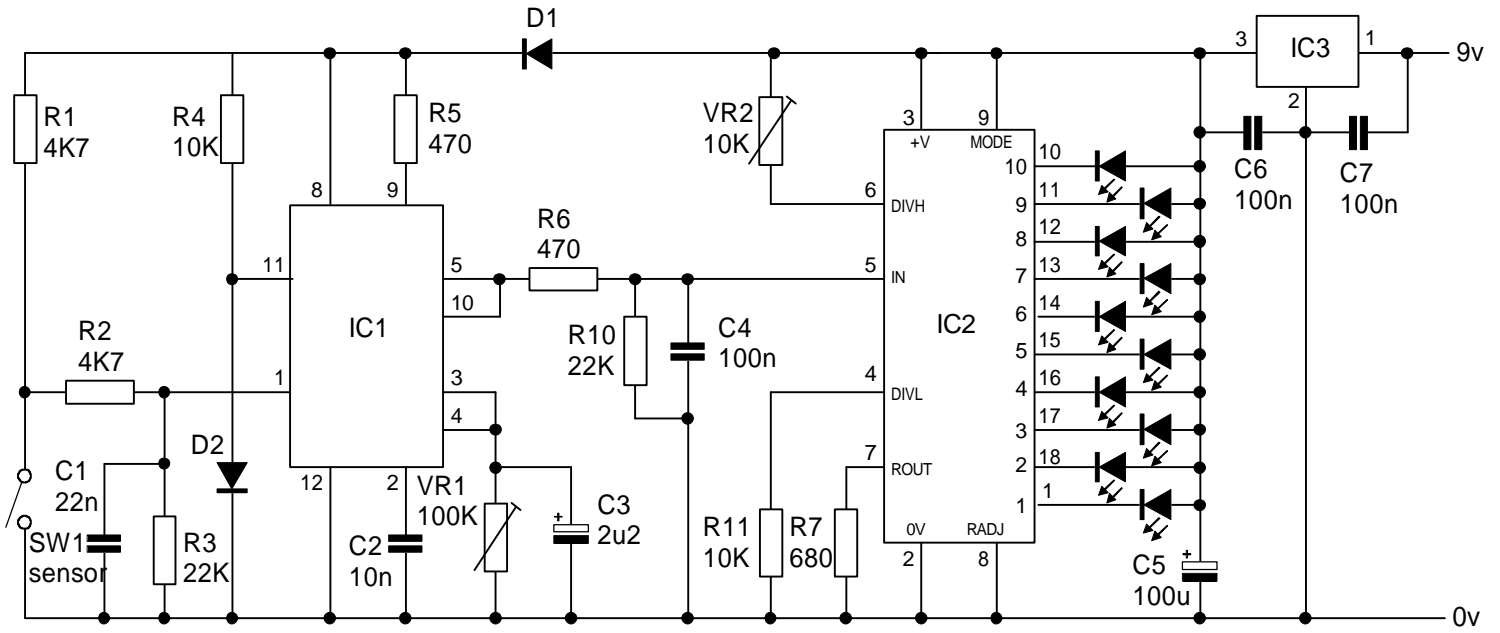 D1
3
IC3
1
9v
R1
4K7
R4
10K
R5
470
VR2
10K
2
3
+V
9
MODE
C6
100n
C7
100n
8
9
6
DIVH
10
10
9
11
8
12
7
13
6
14
5
15
4
16
3
17
2
18
1
1
R6
470
11
5
10
5
IN
IC1
IC2
R10
22K
C4
100n
R2
4K7
1
3
4
4
DIVL
D2
12
2
VR1
100K
7
ROUT
C1
22n
C3
+
2u2
SW1
sensor
R3
22K
C2
10n
R11
10K
R7
680
0V
RADJ
2
8
C5
+
100u
0v